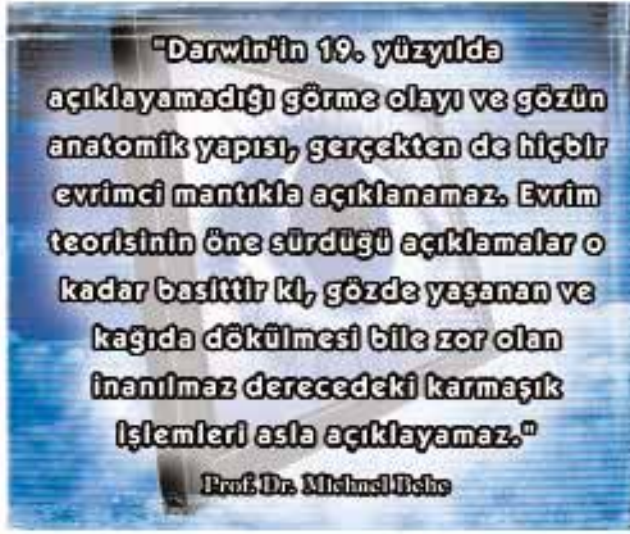 "Darwin'in 19. yüzyılda
açıklayamadığı görme olayı ve gözün
anatomik yapısı, gerçekten de hiçbir
evrimci mantıkla açıklanamaz. Evrim
teorisinin öne sürdüğü açıklamalar o
kadar basittir ki, gözde yaşanan ve
kağıda dökülmesi bile zor olan
inanılmaz derecedeki karmaşık
işlemleri asla açıklayamaz."
Prof. Dr. Michael Behe